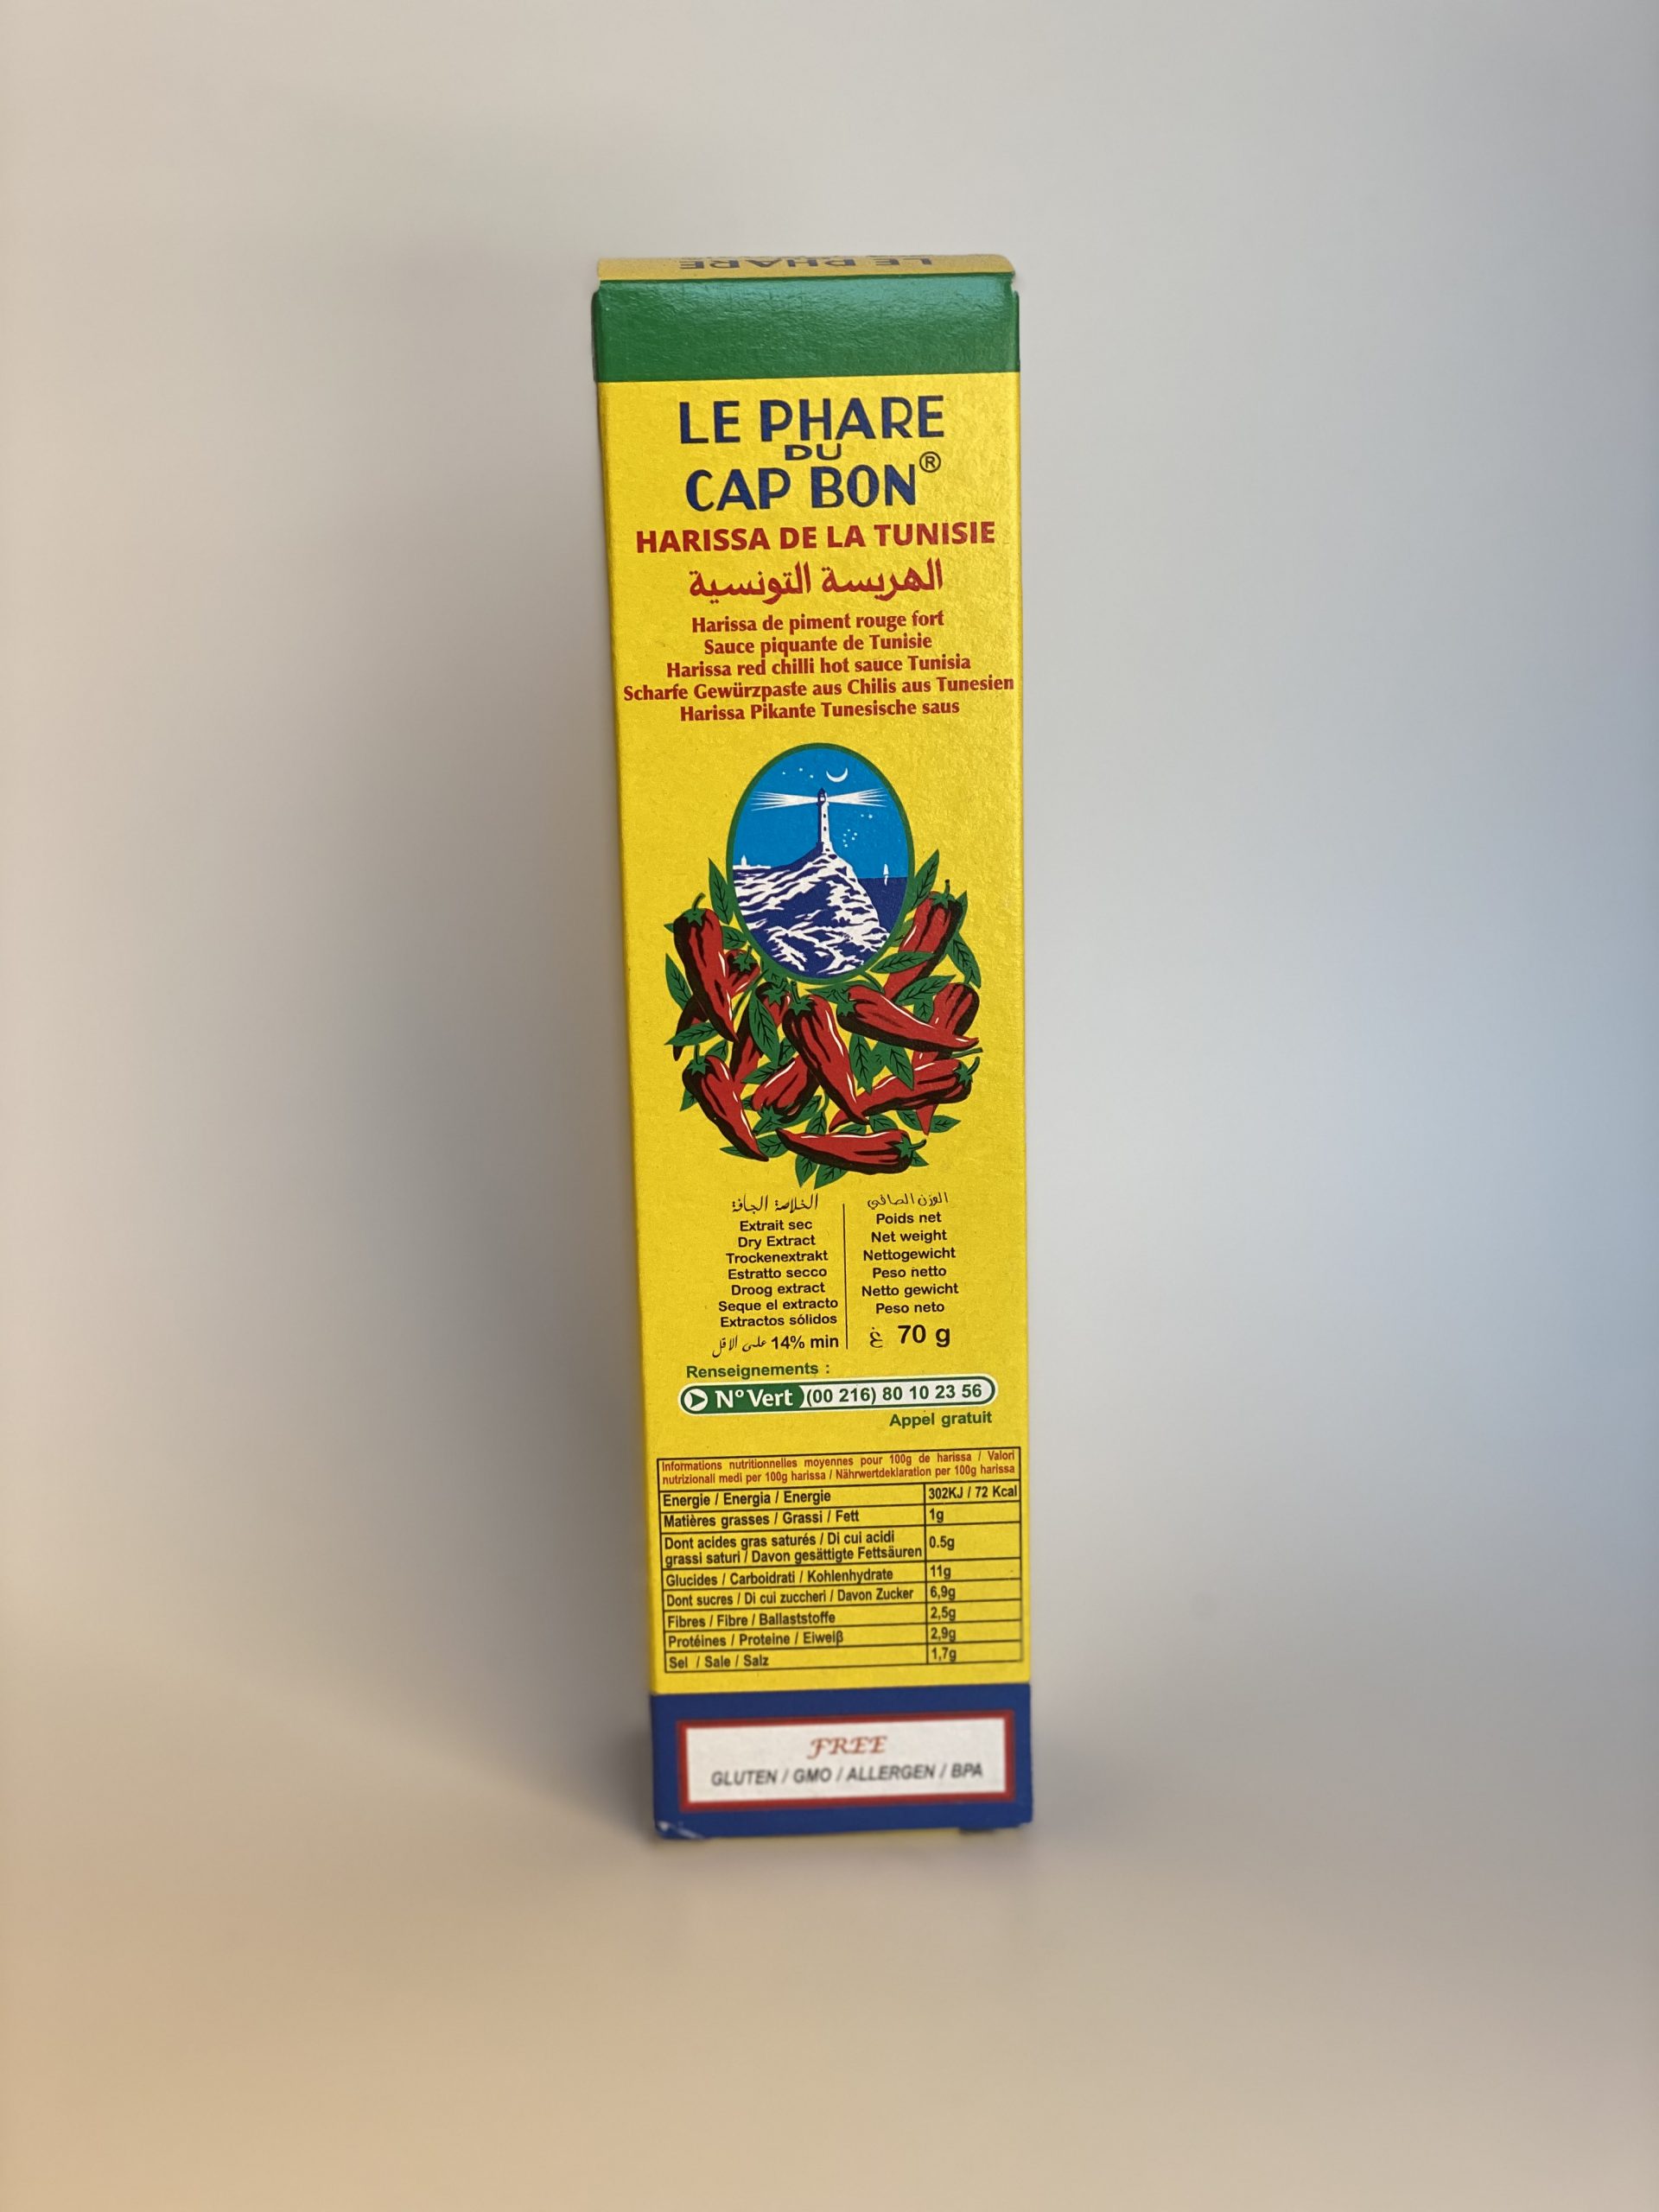 LE PHARE
LE PHARE
DU
CAP BON®
HARISSA DE LA TUNISIE
الهريسة التونسية
Harissa de piment rouge fort
Sauce piquante de Tunisie
Harissa red chilli hot sauce Tunisia
Scharfe Gewürzpaste aus Chilis aus Tunesien
Harissa Pikante Tunesische saus
الخلاصة الجافة
Extrait sec
Dry Extract
Trockenextrakt
Estratto secco
Droog extract
Seque el extracto
Extractos sólidos
14% min على الاقل
الوزن الصافي
Poids net
Net weight
Nettogewicht
Peso netto
Netto gewicht
Peso neto
غ 70 g
Renseignements :
N° Vert (00 216) 80 10 23 56
Appel gratuit
Informations nutritionnelles moyennes pour 100g de harissa / Valori
nutrizionali medi per 100g harissa / Nährwertdeklaration per 100g harissa
Energie / Energia / Energie 302KJ / 72 Kcal
Matières grasses / Grassi / Fett 1g
Dont acides gras saturés / Di cui acidi
grassi saturi / Davon gesättigte Fettsäuren 0.5g
Glucides / Carboidrati / Kohlenhydrate 11g
Dont sucres / Di cui zuccheri / Davon Zucker 6,9g
Fibres / Fibre / Ballaststoffe 2,5g
Protéines / Proteine / Eiweiβ 2,9g
Sel / Sale / Salz 1,7g
FREE
GLUTEN / GMO / ALLERGEN / BPA